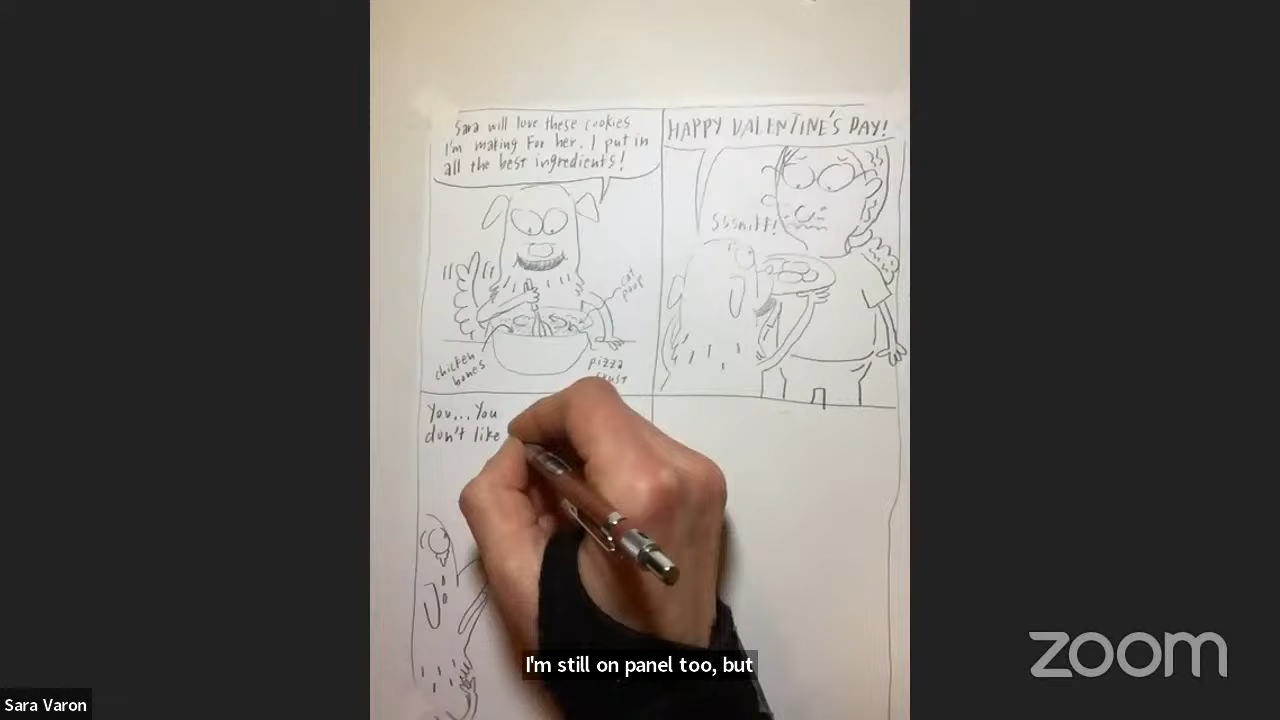 Sara will love these cookies
I'm making For her. I put in
all the best ingredients!
HAPPY VALENTINE'S DAY!
SSSNIFF!
cat
poop
chicken
bones
pizza
crust
You... You
don't like
I'm still on panel too, but
zoom
Sara Varon